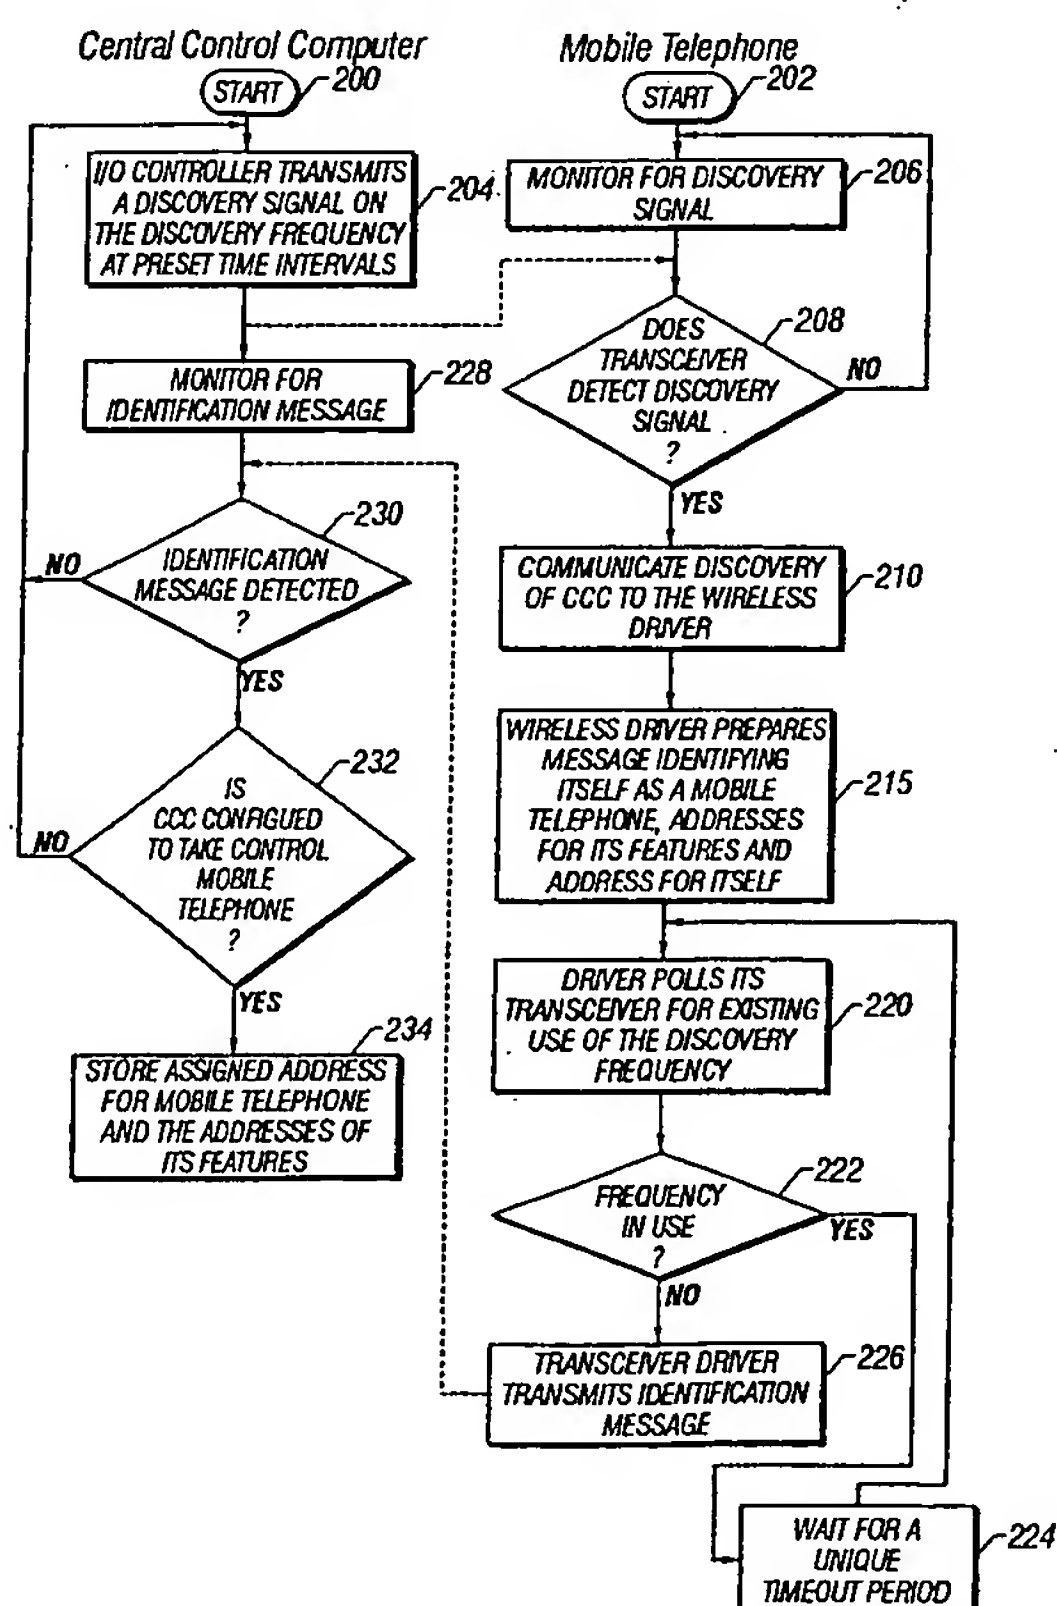 Central Control Computer
START
200
I/O CONTROLLER TRANSMITS
A DISCOVERY SIGNAL ON
THE DISCOVERY FREQUENCY
AT PRESET TIME INTERVALS
204
MONITOR FOR
IDENTIFICATION MESSAGE
228
230
IDENTIFICATION
MESSAGE DETECTED
?
NO
YES
232
IS
CCC CONFIGUED
TO TAKE CONTROL
MOBILE
TELEPHONE
?
NO
YES
234
STORE ASSIGNED ADDRESS
FOR MOBILE TELEPHONE
AND THE ADDRESSES OF
ITS FEATURES
Mobile Telephone
START
202
MONITOR FOR DISCOVERY
SIGNAL
206
DOES
TRANSCEIVER
DETECT DISCOVERY
SIGNAL
?
208
NO
YES
COMMUNICATE DISCOVERY
OF CCC TO THE WIRELESS
DRIVER
210
WIRELESS DRIVER PREPARES
MESSAGE IDENTIFYING
ITSELF AS A MOBILE
TELEPHONE, ADDRESSES
FOR ITS FEATURES AND
ADDRESS FOR ITSELF
215
DRIVER POLLS ITS
TRANSCEIVER FOR EXISTING
USE OF THE DISCOVERY
FREQUENCY
220
FREQUENCY
IN USE
?
222
YES
NO
TRANSCEIVER DRIVER
TRANSMITS IDENTIFICATION
MESSAGE
226
WAIT FOR A
UNIQUE
TIMEOUT PERIOD
224